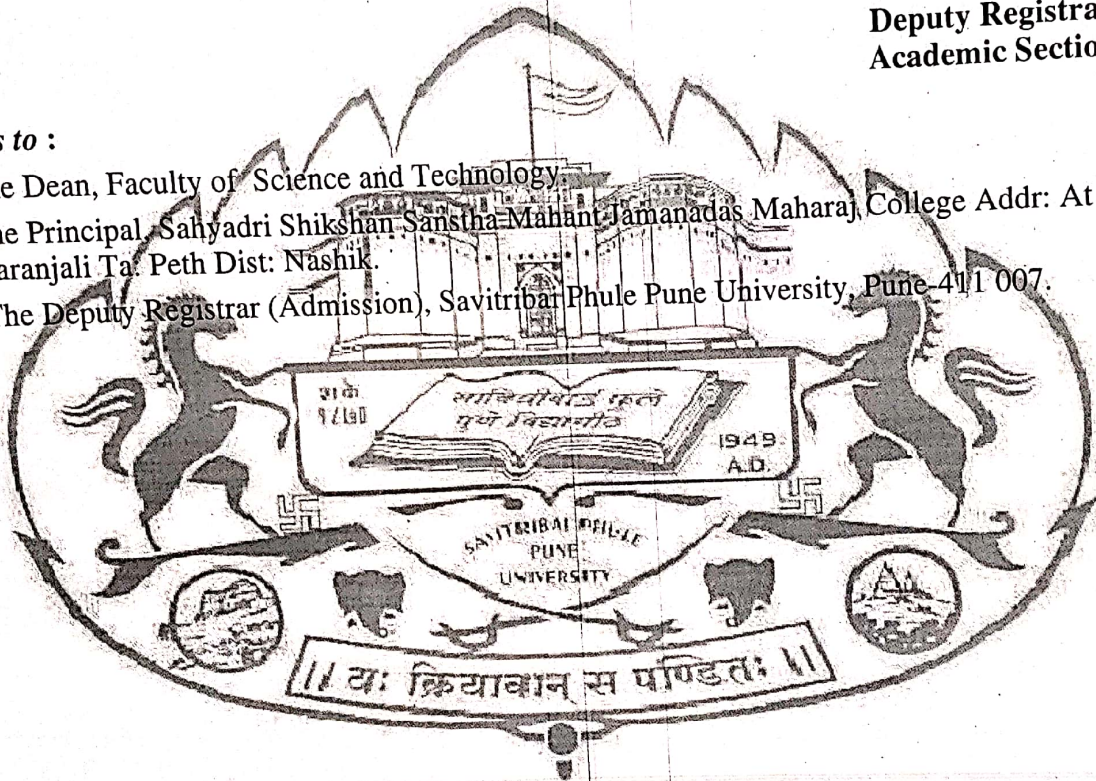 Deputy Registra
Academic Sectio
s to :
e Dean, Faculty of Science and Technology.
he Principal, Sahyadri Shikshan Sanstha Mahant Jamanadas Maharaj College Addr: At
aranjali Ta: Peth Dist: Nashik.
The Deputy Registrar (Admission), Savitribai Phule Pune University, Pune-411 007.
शके
१८७०
सावित्रीबाई फुले
पुणे विद्यापीठ
1949
A.D.
SAVITRIBAI PHULE
PUNE
UNIVERSITY
।। यः क्रियावान् स पण्डितः ।।